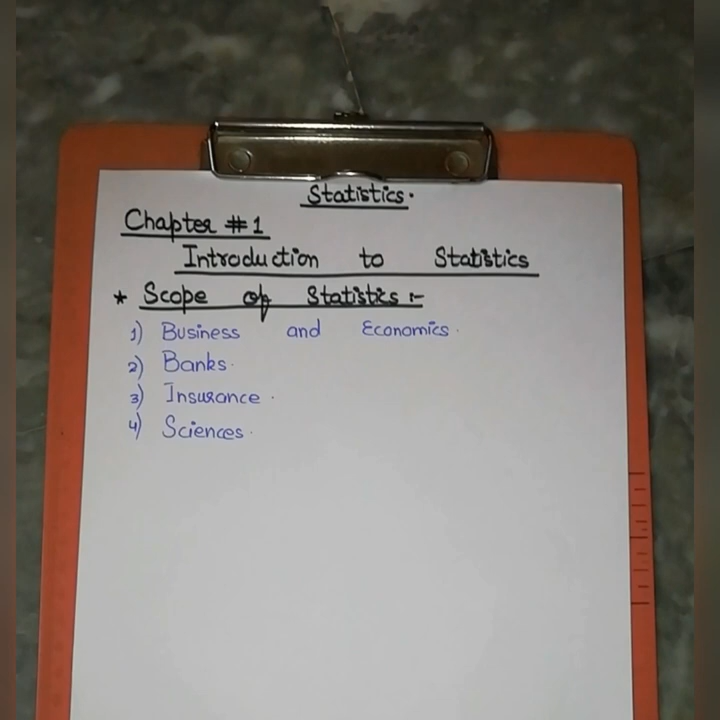 Statistics.
Chapter # 1
Introduction to Statistics
* Scope of Statistics :-
1) Business and Economics.
2) Banks.
3) Insurance.
4) Sciences.